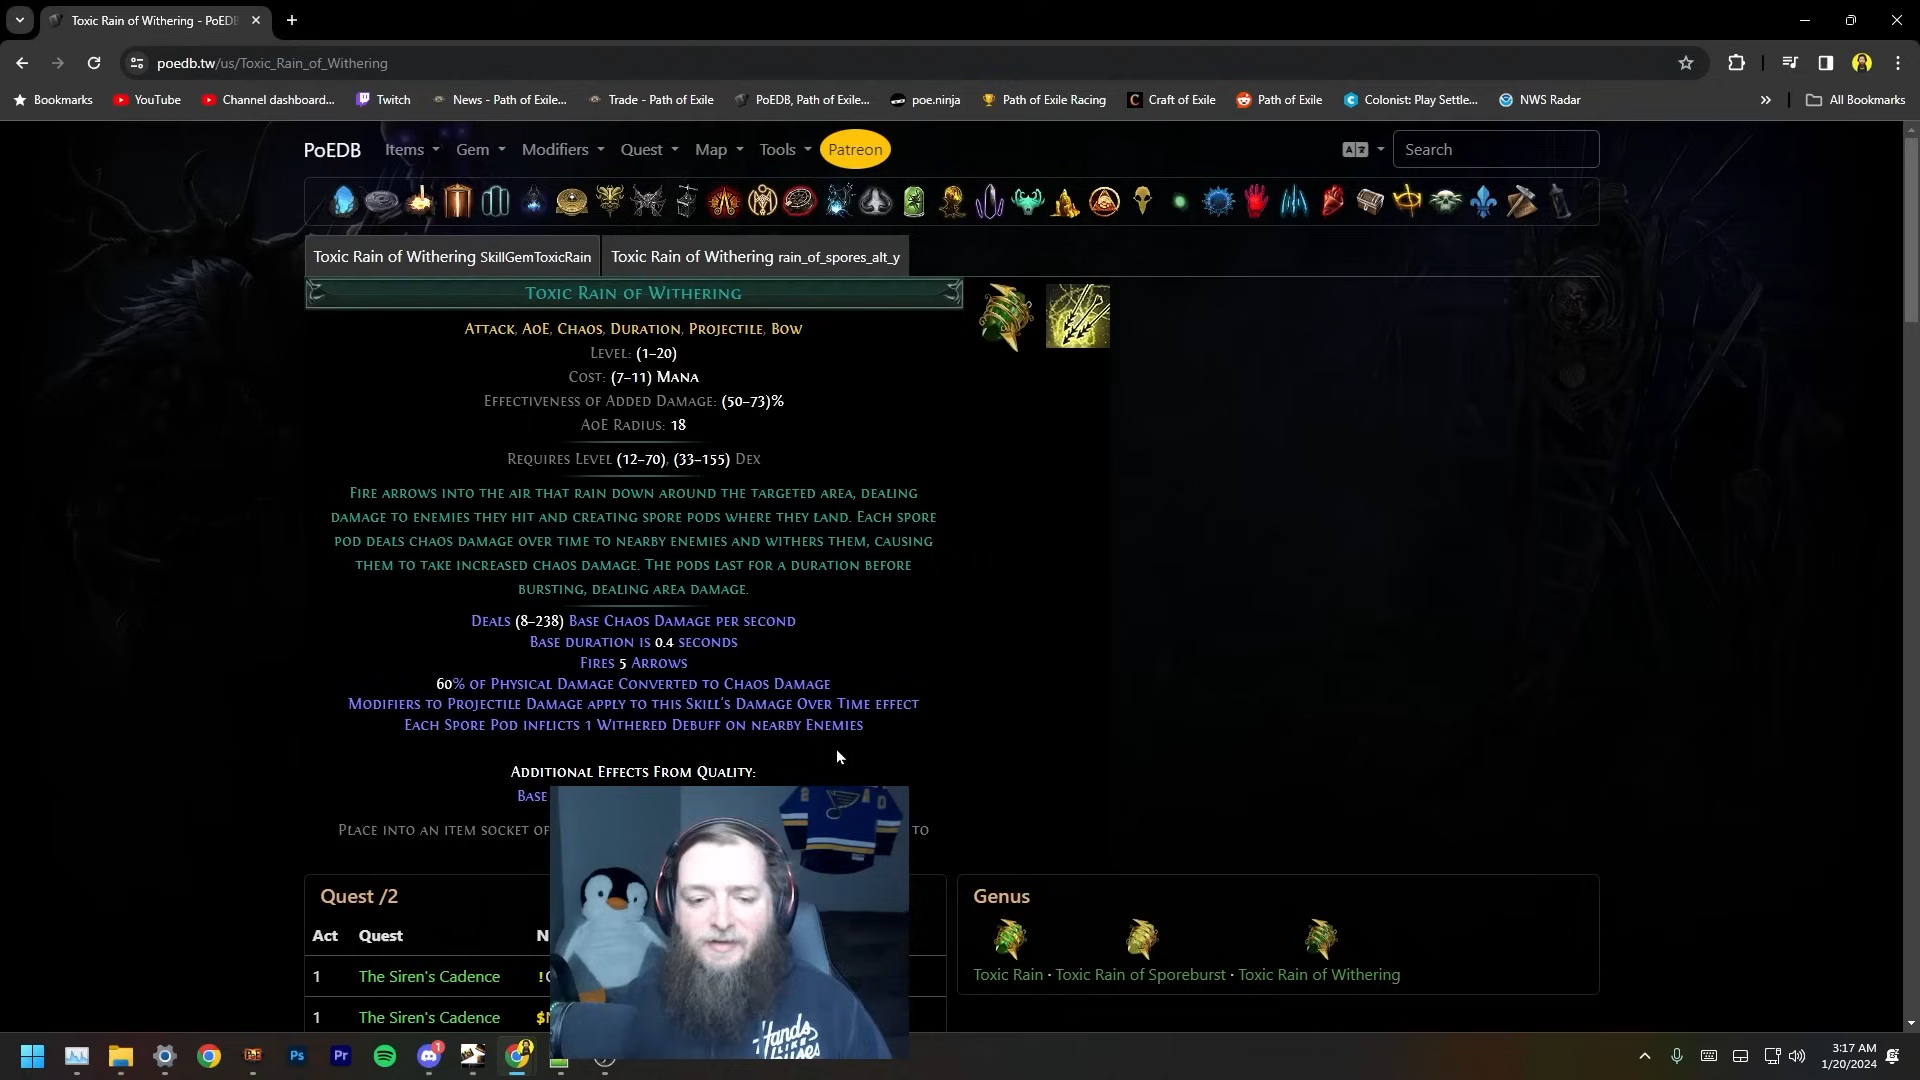 Toxic Rain of Withering - PoEDB
poedb.tw/us/Toxic_Rain_of_Withering
Bookmarks
YouTube
Channel dashboard...
Twitch
News - Path of Exile...
Trade - Path of Exile
PoEDB, Path of Exile...
poe.ninja
Path of Exile Racing
Craft of Exile
Path of Exile
Colonist: Play Settle...
NWS Radar
All Bookmarks
PoEDB
Items
Gem
Modifiers
Quest
Map
Tools
Patreon
Search
Toxic Rain of Withering SkillGemToxicRain
Toxic Rain of Withering rain_of_spores_alt_y
Toxic Rain of Withering
Attack, AoE, Chaos, Duration, Projectile, Bow
Level: (1–20)
Cost: (7–11) Mana
Effectiveness of Added Damage: (50–73)%
AoE Radius: 18
Requires Level (12–70), (33–155) Dex
Fire arrows into the air that rain down around the targeted area, dealing
damage to enemies they hit and creating spore pods where they land. Each spore
pod deals chaos damage over time to nearby enemies and withers them, causing
them to take increased chaos damage. The pods last for a duration before
bursting, dealing area damage.
Deals (8–238) Base Chaos Damage per second
Base duration is 0.4 seconds
Fires 5 Arrows
60% of Physical Damage Converted to Chaos Damage
Modifiers to Projectile Damage apply to this Skill's Damage Over Time effect
Each Spore Pod inflicts 1 Withered Debuff on nearby Enemies
Additional Effects From Quality:
Base
Place into an item socket of
to
Quest /2
Act
Quest
N
1
The Siren's Cadence
1
The Siren's Cadence
Genus
Toxic Rain · Toxic Rain of Sporeburst · Toxic Rain of Withering
2
0
Hands
Like
Houses
Ps
Pr
1
3:17 AM
1/20/2024